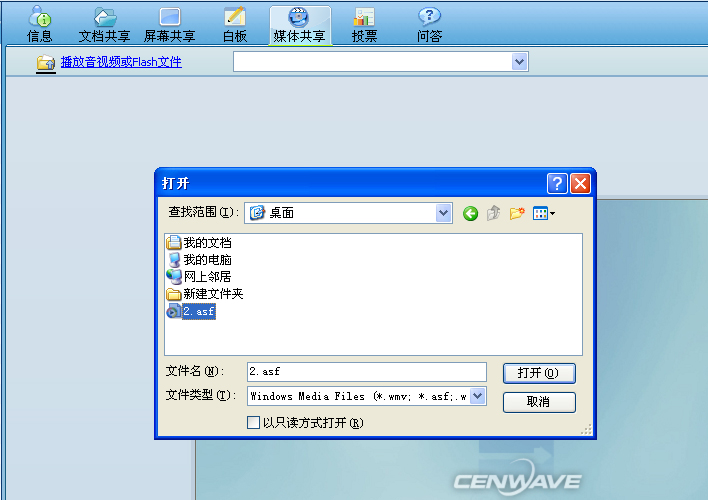 信息 文档共享 屏幕共享 白板 媒体共享 投票 问答
播放音视频或Flash文件
打开
查找范围(I): 桌面
我的文档
我的电脑
网上邻居
新建文件夹
2.asf
文件名(N): 2.asf 打开(O)
文件类型(T): Windows Media Files (*.wmv; *.asf;.w 取消
以只读方式打开(R)
CENWAVE